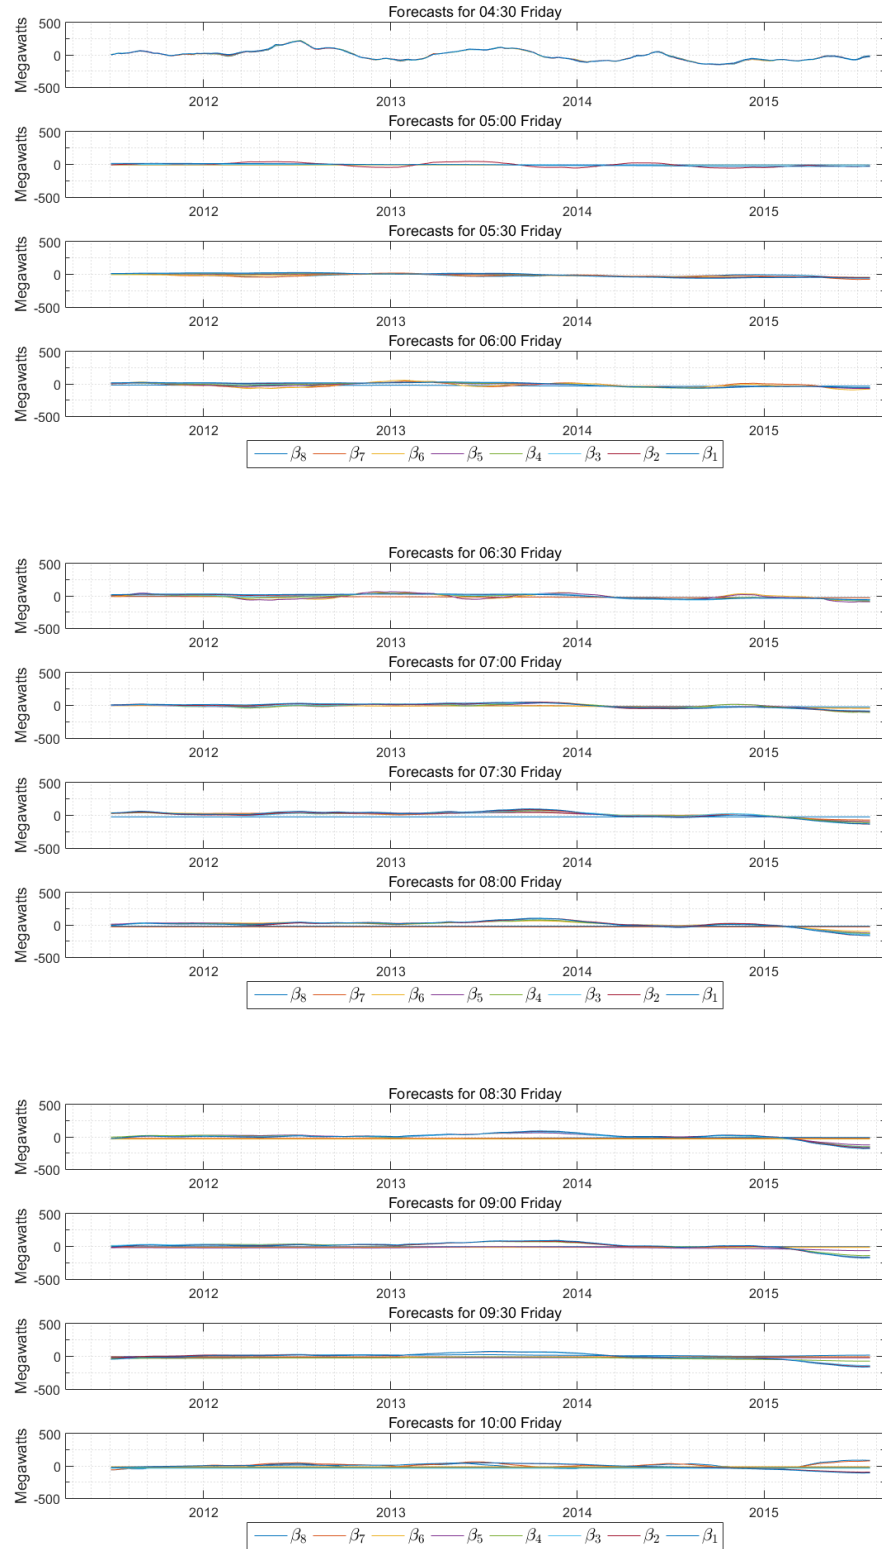 Forecasts for 04:30 Friday
Megawatts
500
0
-500
2012 2013 2014 2015
Forecasts for 05:00 Friday
Megawatts
500
0
-500
2012 2013 2014 2015
Forecasts for 05:30 Friday
Megawatts
500
0
-500
2012 2013 2014 2015
Forecasts for 06:00 Friday
Megawatts
500
0
-500
2012 2013 2014 2015
β8 β7 β6 β5 β4 β3 β2 β1
Forecasts for 06:30 Friday
Megawatts
500
0
-500
2012 2013 2014 2015
Forecasts for 07:00 Friday
Megawatts
500
0
-500
2012 2013 2014 2015
Forecasts for 07:30 Friday
Megawatts
500
0
-500
2012 2013 2014 2015
Forecasts for 08:00 Friday
Megawatts
500
0
-500
2012 2013 2014 2015
β8 β7 β6 β5 β4 β3 β2 β1
Forecasts for 08:30 Friday
Megawatts
500
0
-500
2012 2013 2014 2015
Forecasts for 09:00 Friday
Megawatts
500
0
-500
2012 2013 2014 2015
Forecasts for 09:30 Friday
Megawatts
500
0
-500
2012 2013 2014 2015
Forecasts for 10:00 Friday
Megawatts
500
0
-500
2012 2013 2014 2015
β8 β7 β6 β5 β4 β3 β2 β1